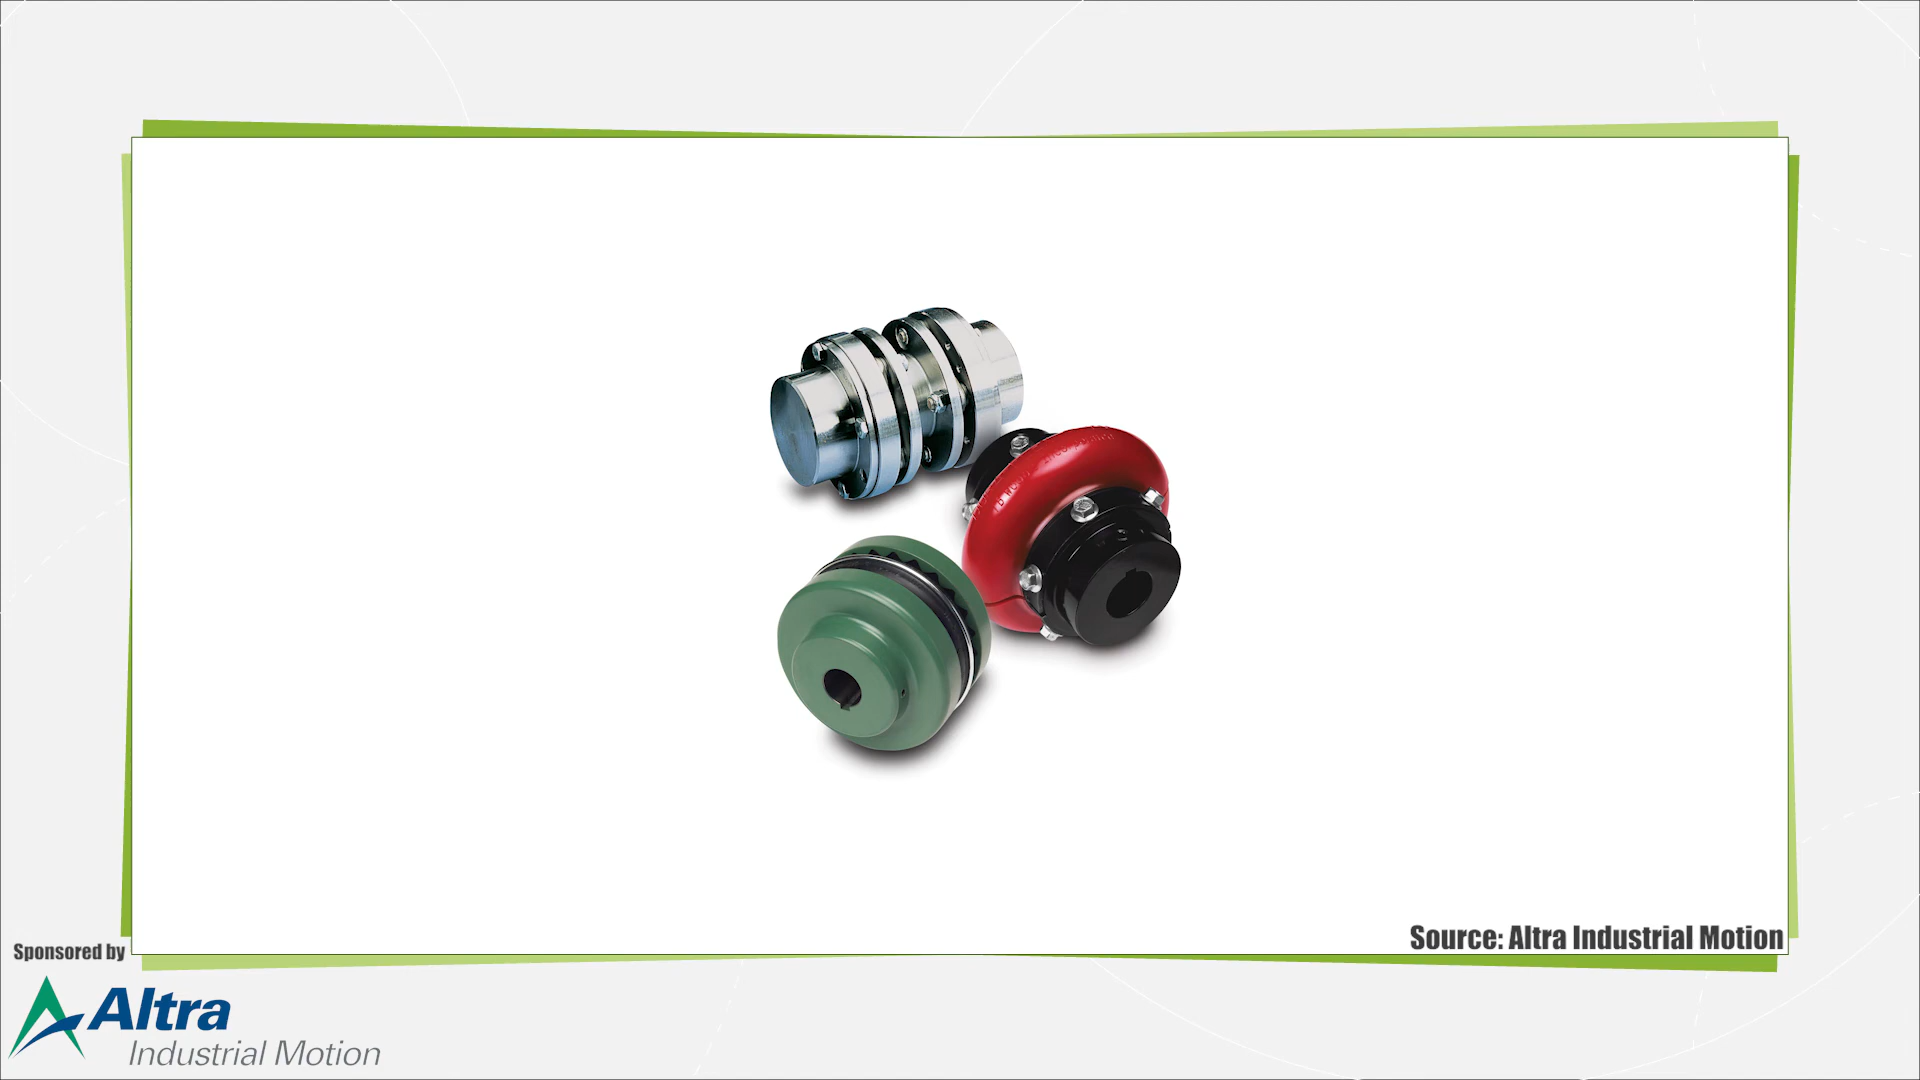 Source: Altra Industrial Motion
Sponsored by
Altra
Industrial Motion